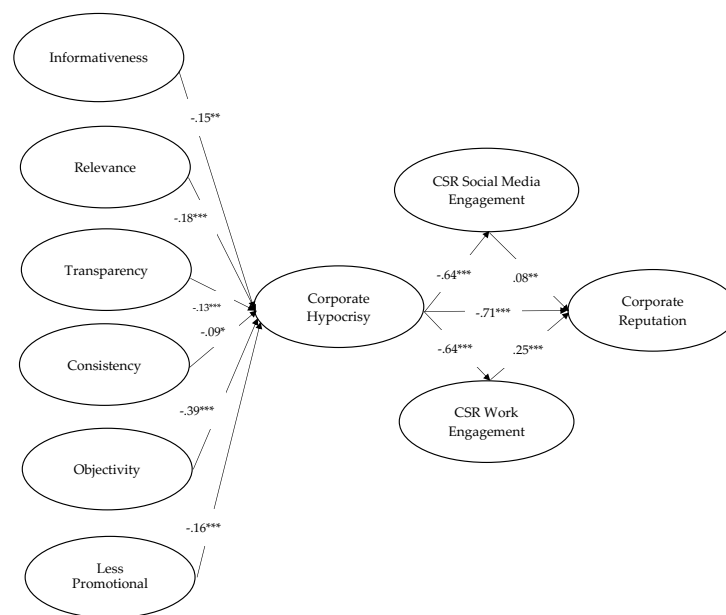 Informativeness
-.15**
Relevance
-.18***
Transparency
-.13***
Consistency
-.09*
Objectivity
-.39***
Less
Promotional
-.16***
Corporate
Hypocrisy
CSR Social Media
Engagement
-.64***
.08**
-.71***
-.64***
.25***
CSR Work
Engagement
Corporate
Reputation